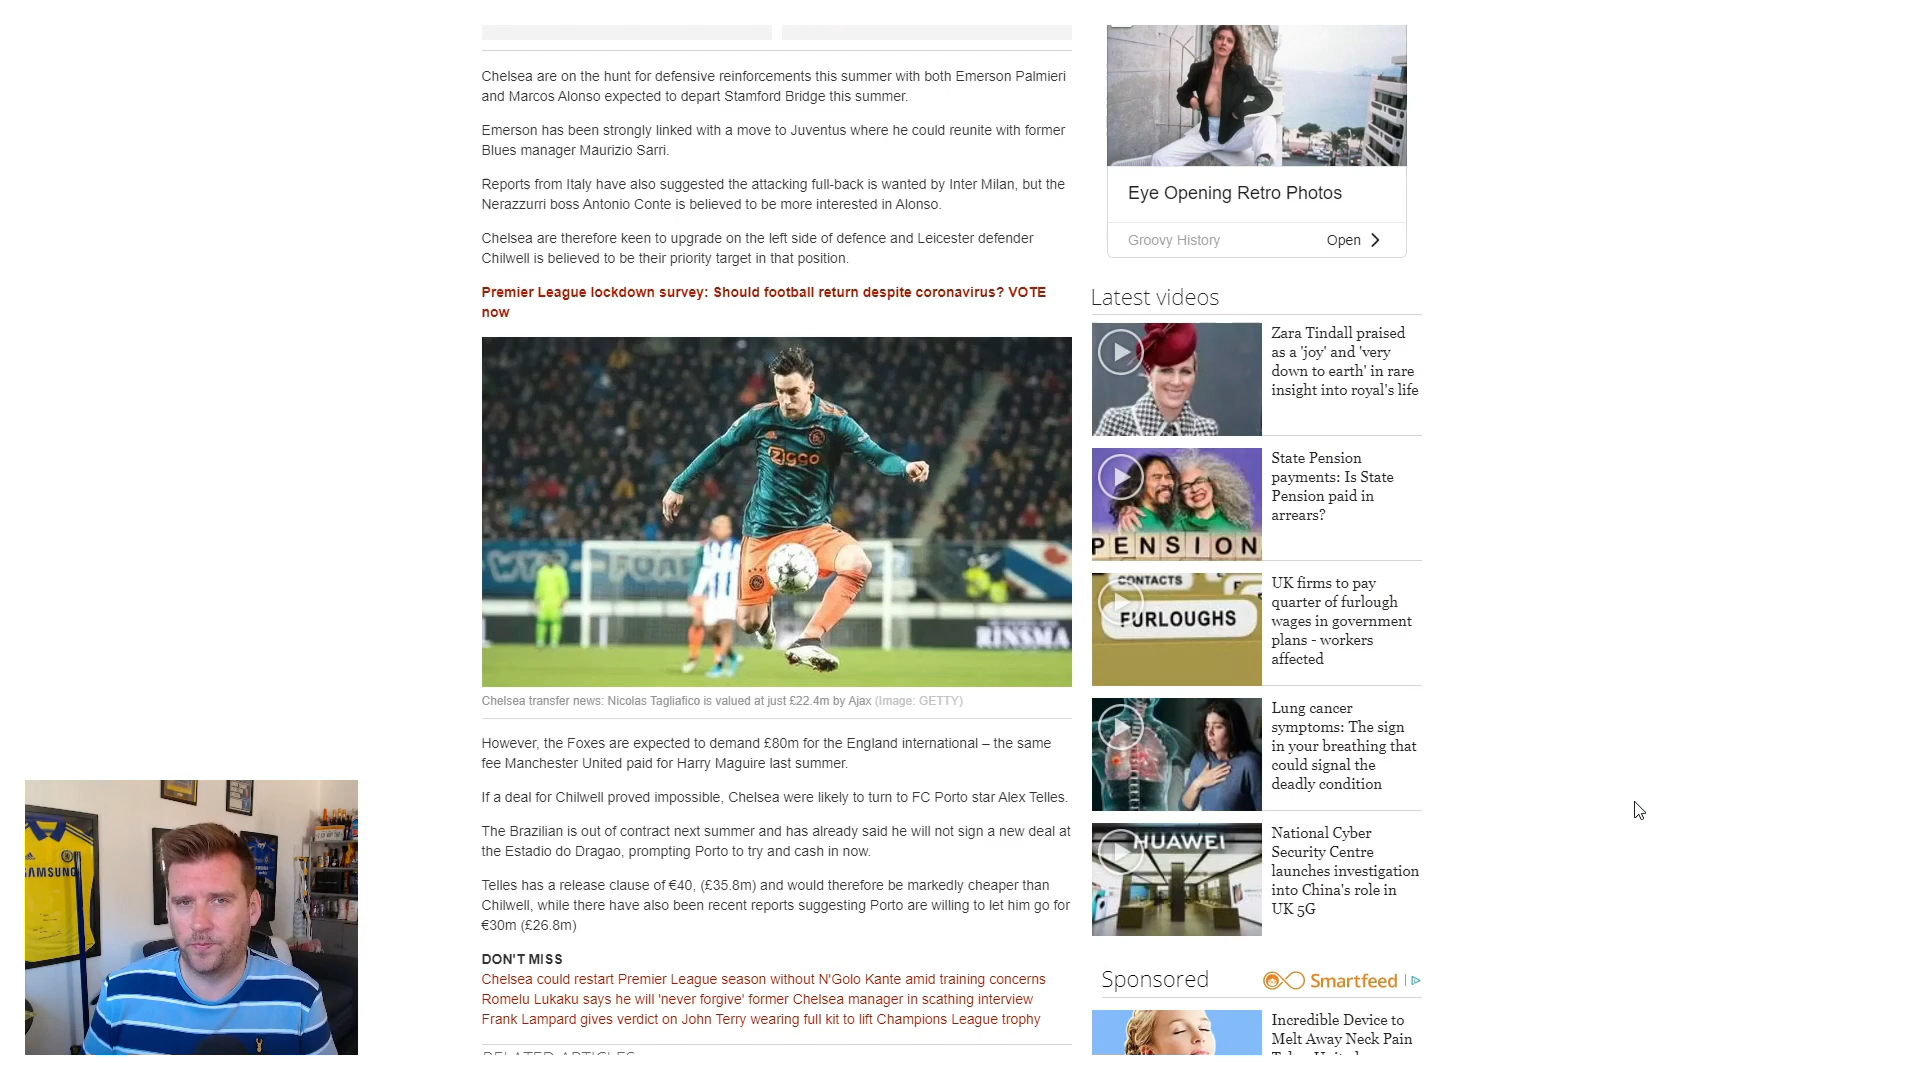 Chelsea are on the hunt for defensive reinforcements this summer with both Emerson Palmieri
and Marcos Alonso expected to depart Stamford Bridge this summer.
Emerson has been strongly linked with a move to Juventus where he could reunite with former
Blues manager Maurizio Sarri.
Reports from Italy have also suggested the attacking full-back is wanted by Inter Milan, but the
Nerazzurri boss Antonio Conte is believed to be more interested in Alonso.
Chelsea are therefore keen to upgrade on the left side of defence and Leicester defender
Chilwell is believed to be their priority target in that position.
Premier League lockdown survey: Should football return despite coronavirus? VOTE
now
Ziggo
RINSMA
Chelsea transfer news: Nicolas Tagliafico is valued at just £22.4m by Ajax (Image: GETTY)
However, the Foxes are expected to demand £80m for the England international – the same
fee Manchester United paid for Harry Maguire last summer.
If a deal for Chilwell proved impossible, Chelsea were likely to turn to FC Porto star Alex Telles.
The Brazilian is out of contract next summer and has already said he will not sign a new deal at
the Estadio do Dragao, prompting Porto to try and cash in now.
Telles has a release clause of €40, (£35.8m) and would therefore be markedly cheaper than
Chilwell, while there have also been recent reports suggesting Porto are willing to let him go for
€30m (£26.8m)
DON'T MISS
Chelsea could restart Premier League season without N'Golo Kante amid training concerns
Romelu Lukaku says he will 'never forgive' former Chelsea manager in scathing interview
Frank Lampard gives verdict on John Terry wearing full kit to lift Champions League trophy
RELATED ARTICLES
Eye Opening Retro Photos
Groovy History
Open
Latest videos
Zara Tindall praised
as a 'joy' and 'very
down to earth' in rare
insight into royal's life
State Pension
payments: Is State
Pension paid in
arrears?
PENSION
UK firms to pay
quarter of furlough
wages in government
plans - workers
affected
CONTACTS
FURLOUGHS
Lung cancer
symptoms: The sign
in your breathing that
could signal the
deadly condition
National Cyber
Security Centre
launches investigation
into China's role in
UK 5G
HUAWEI
Sponsored
Smartfeed
Incredible Device to
Melt Away Neck Pain
SAMSUNG